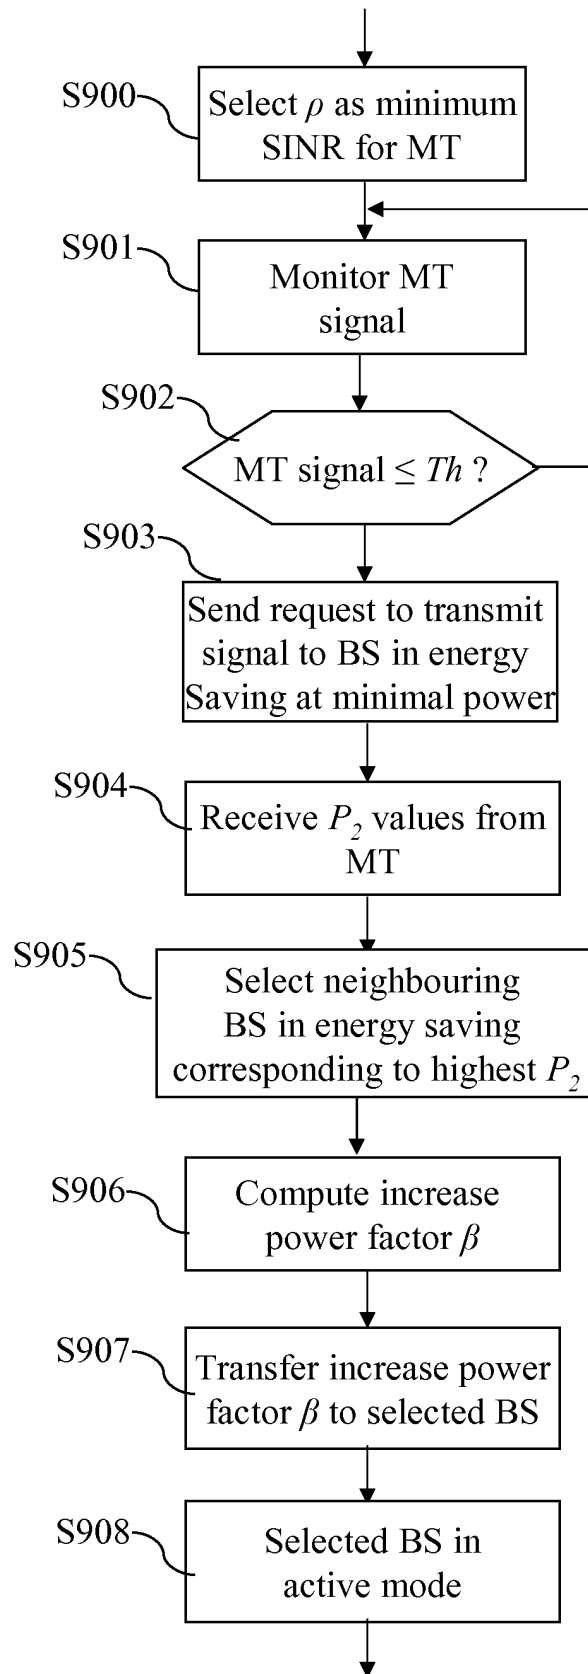 S900
Select ρ as minimum
SINR for MT
S901
Monitor MT
signal
S902
MT signal ≤ Th ?
S903
Send request to transmit
signal to BS in energy
Saving at minimal power
S904
Receive P₂ values from
MT
S905
Select neighbouring
BS in energy saving
corresponding to highest P₂
S906
Compute increase
power factor β
S907
Transfer increase power
factor β to selected BS
S908
Selected BS in
active mode